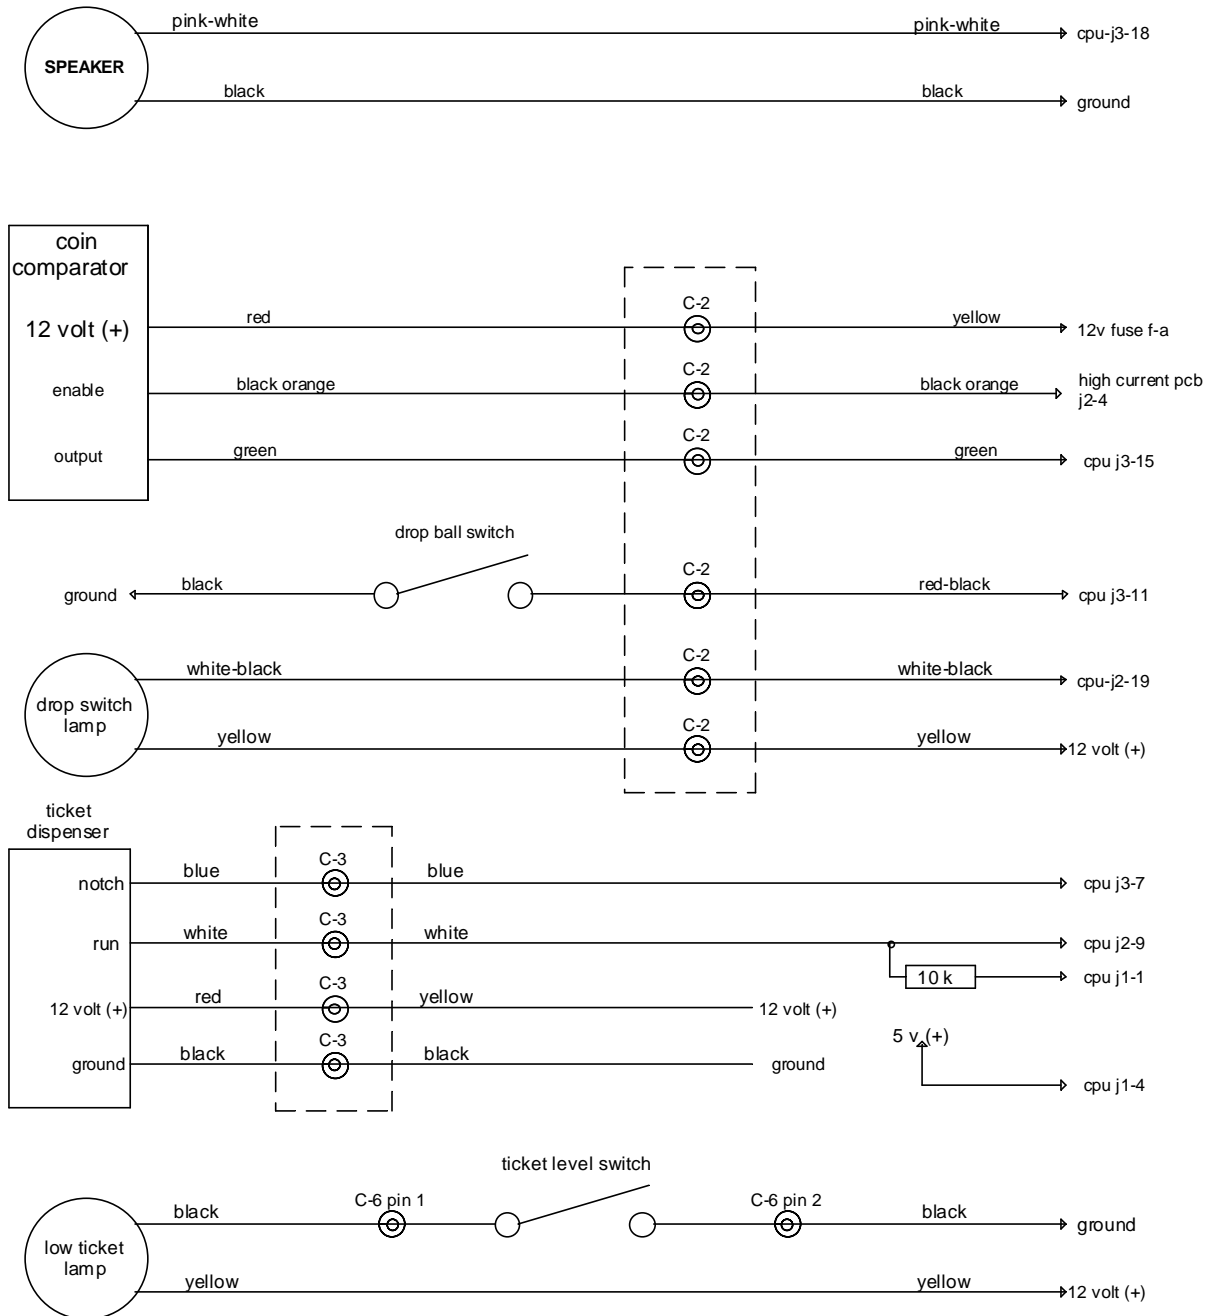 pink-white
pink-white
cpu-j3-18
SPEAKER
black
black
ground
coin
comparator
C-2
12 volt (+)
red
yellow
12v fuse f-a
C-2
enable
black orange
black orange
high current pcb
j2-4
C-2
output
green
green
cpu j3-15
drop ball switch
C-2
ground
black
red-black
cpu j3-11
C-2
white-black
white-black
cpu-j2-19
drop switch
lamp
C-2
yellow
yellow
12 volt (+)
ticket
dispenser
C-3
notch
blue
blue
cpu j3-7
C-3
run
white
white
cpu j2-9
10 k
cpu j1-1
C-3
12 volt (+)
red
yellow
12 volt (+)
5 v (+)
C-3
ground
black
black
ground
cpu j1-4
ticket level switch
C-6 pin 1
C-6 pin 2
black
black
ground
low ticket
lamp
yellow
yellow
12 volt (+)